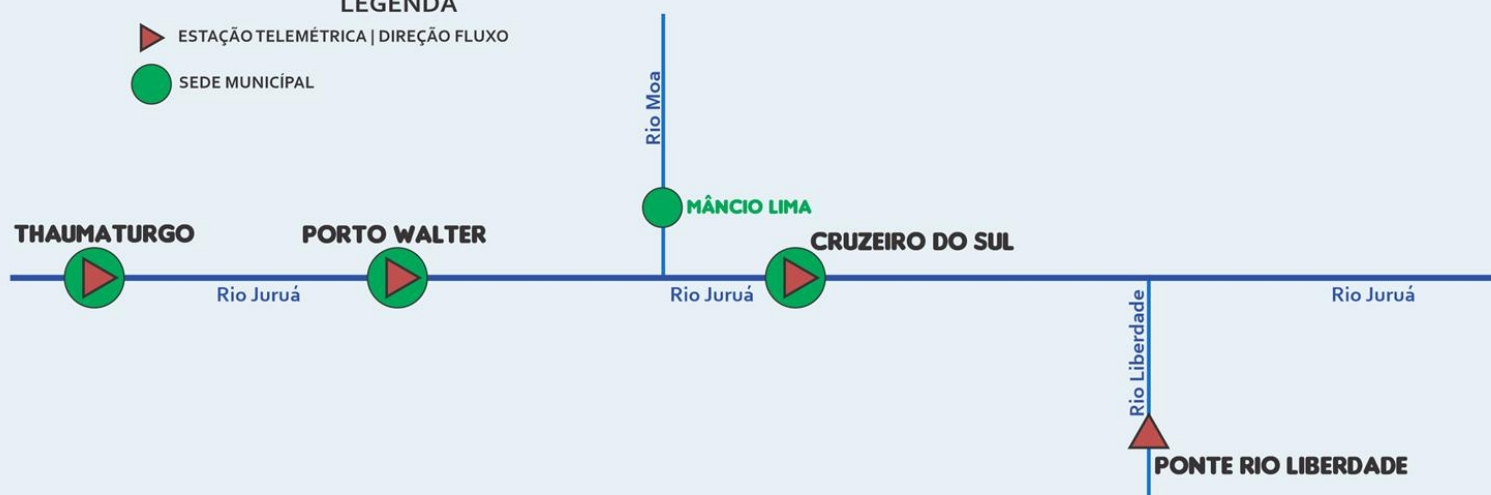 LEGENDA
ESTAÇÃO TELEMÉTRICA | DIREÇÃO FLUXO
SEDE MUNICÍPAL
Rio Moa
MÂNCIO LIMA
THAUMATURGO
PORTO WALTER
CRUZEIRO DO SUL
Rio Juruá
Rio Juruá
Rio Juruá
Rio Liberdade
PONTE RIO LIBERDADE